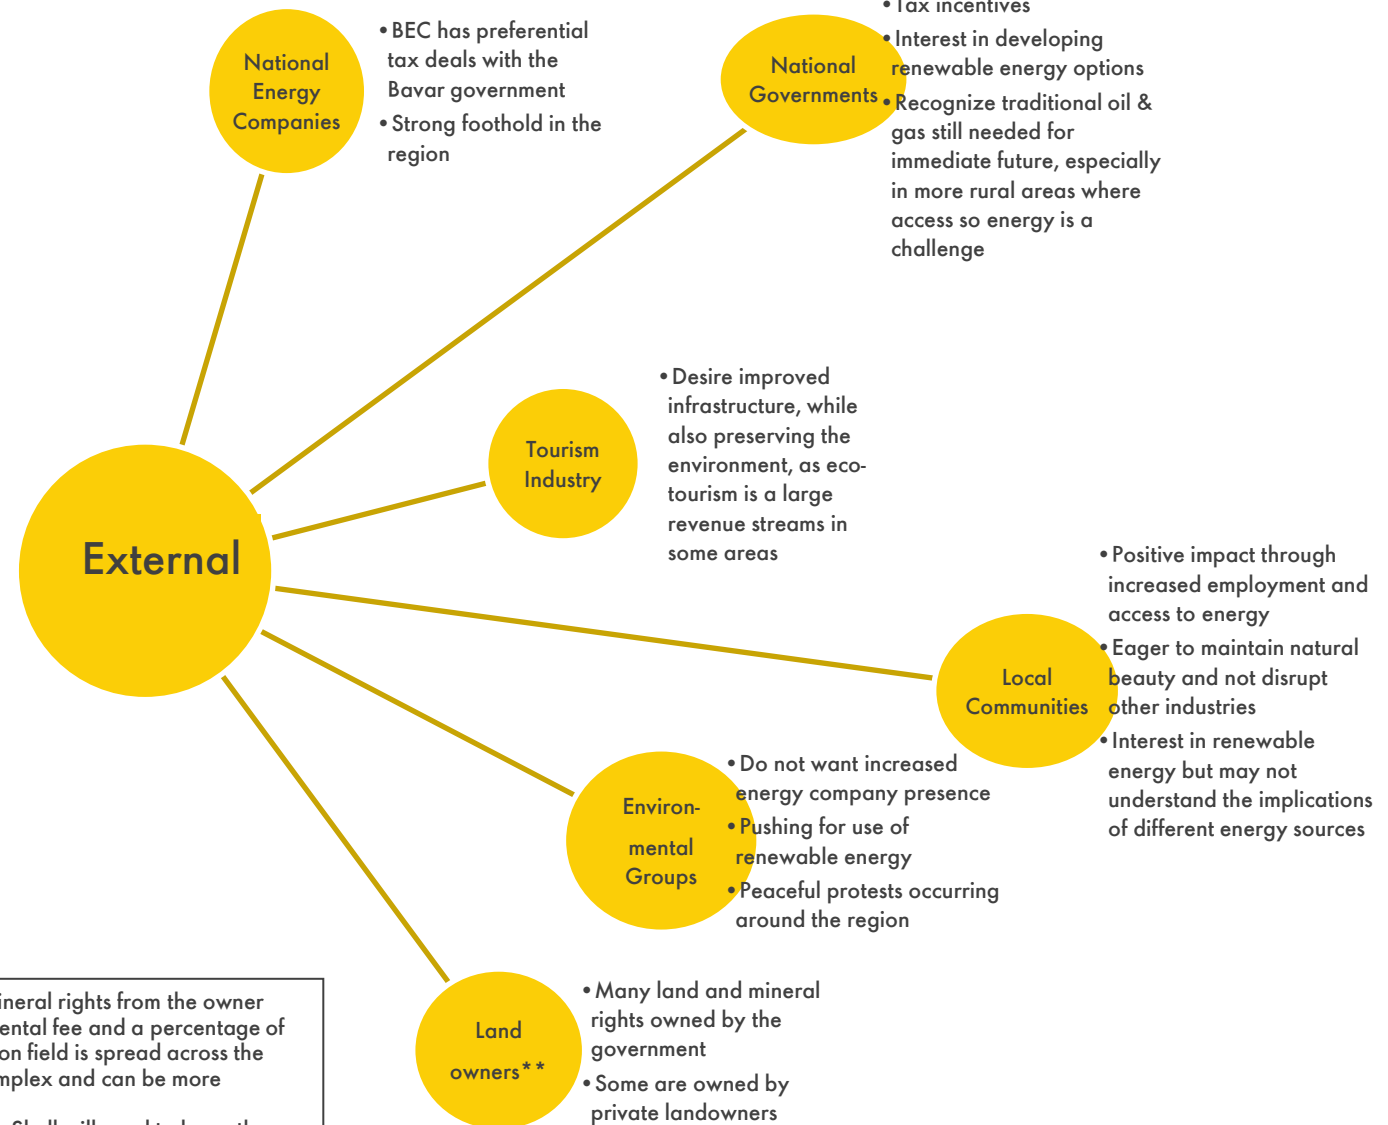 National
Energy
Companies
• BEC has preferential
tax deals with the
Bavar government
• Strong foothold in the
region
National
Governments
• Tax incentives
• Interest in developing
renewable energy options
• Recognize traditional oil &
gas still needed for
immediate future, especially
in more rural areas where
access so energy is a
challenge
Tourism
Industry
• Desire improved
infrastructure, while
also preserving the
environment, as eco-
tourism is a large
revenue streams in
some areas
External
Local
Communities
• Positive impact through
increased employment and
access to energy
• Eager to maintain natural
beauty and not disrupt
other industries
• Interest in renewable
energy but may not
understand the implications
of different energy sources
Environ-
mental
Groups
• Do not want increased
energy company presence
• Pushing for use of
renewable energy
• Peaceful protests occurring
around the region
Land
owners**
• Many land and mineral
rights owned by the
government
• Some are owned by
private landowners
rights from the owner
fee and a percentage of
field is spread across the
and can be more